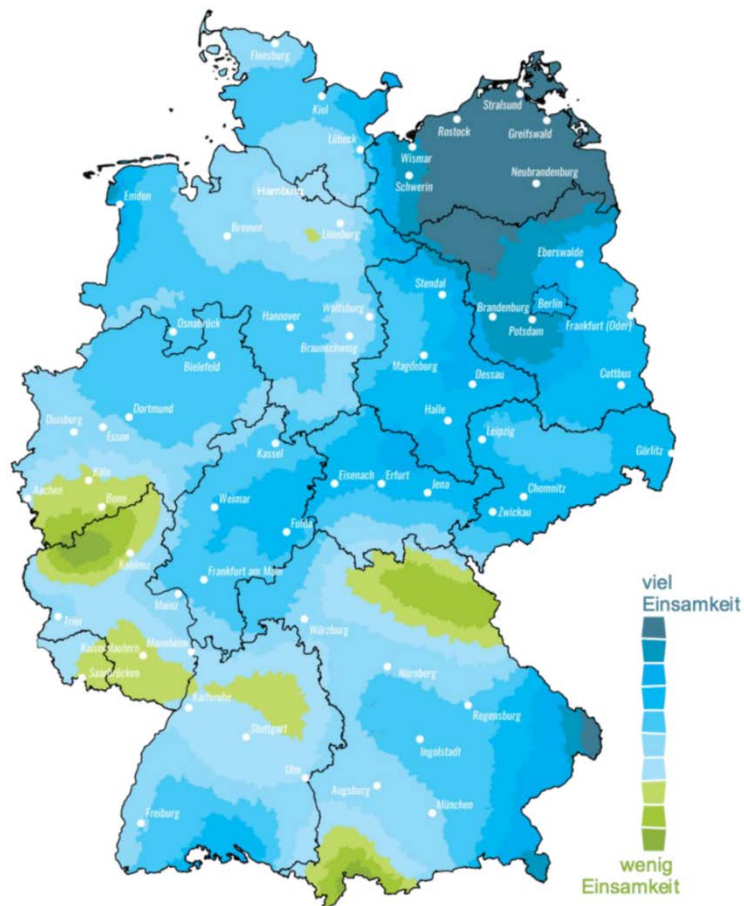 Flensburg
Kiel
Stralsund
Rostock
Greifswald
Lübeck
Wismar
Schwerin
Neubrandenburg
Hamburg
Emden
Lüneburg
Bremen
Eberswalde
Stendal
Berlin
Brandenburg
Potsdam
Frankfurt (Oder)
Wolfsburg
Hannover
Osnabrück
Braunschweig
Bielefeld
Magdeburg
Dessau
Cottbus
Dortmund
Duisburg
Essen
Halle
Leipzig
Kassel
Görlitz
Köln
Aachen
Bonn
Eisenach
Erfurt
Jena
Chemnitz
Weimar
Zwickau
Fulda
Koblenz
Frankfurt am Main
Mainz
Trier
Würzburg
Kaiserslautern
Mannheim
Saarbrücken
Nürnberg
Karlsruhe
Regensburg
Stuttgart
Ingolstadt
Ulm
Augsburg
München
Freiburg
viel
Einsamkeit
wenig
Einsamkeit